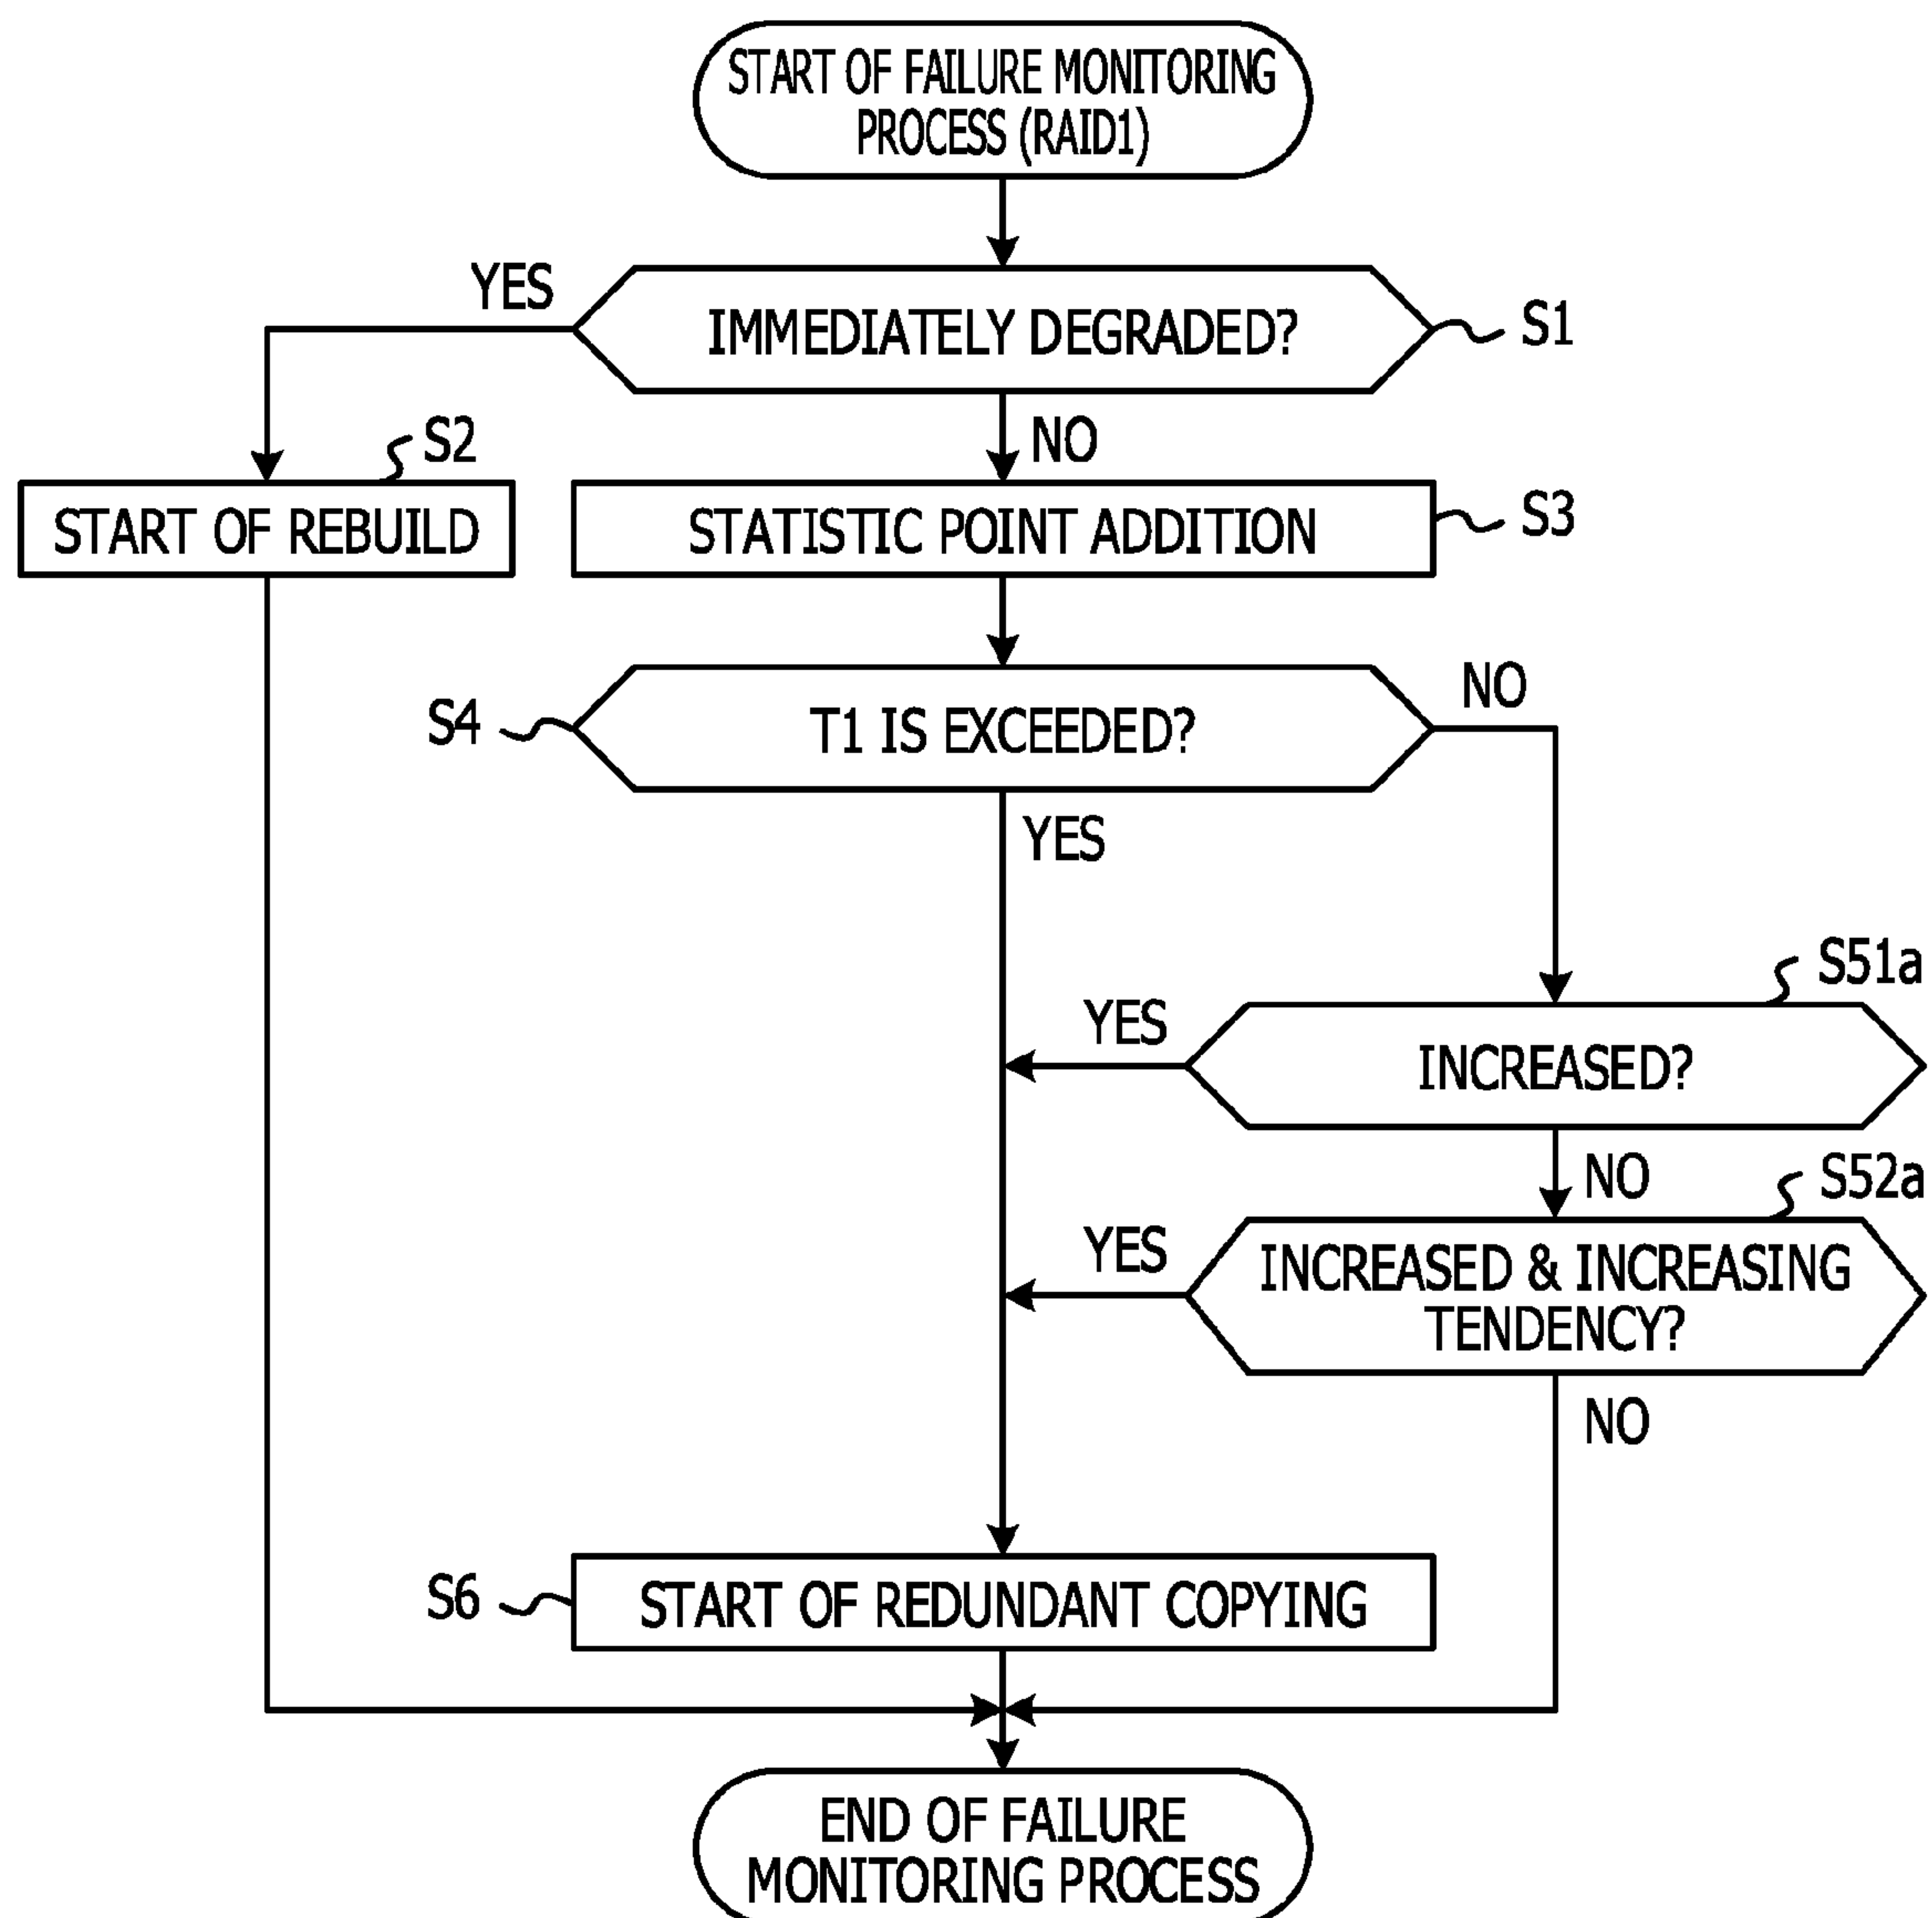 START OF FAILURE MONITORING
PROCESS (RAID1)
YES
IMMEDIATELY DEGRADED?
S1
S2
NO
START OF REBUILD
STATISTIC POINT ADDITION
S3
NO
S4
T1 IS EXCEEDED?
YES
S51a
YES
INCREASED?
NO
S52a
YES
INCREASED & INCREASING
TENDENCY?
NO
S6
START OF REDUNDANT COPYING
END OF FAILURE
MONITORING PROCESS